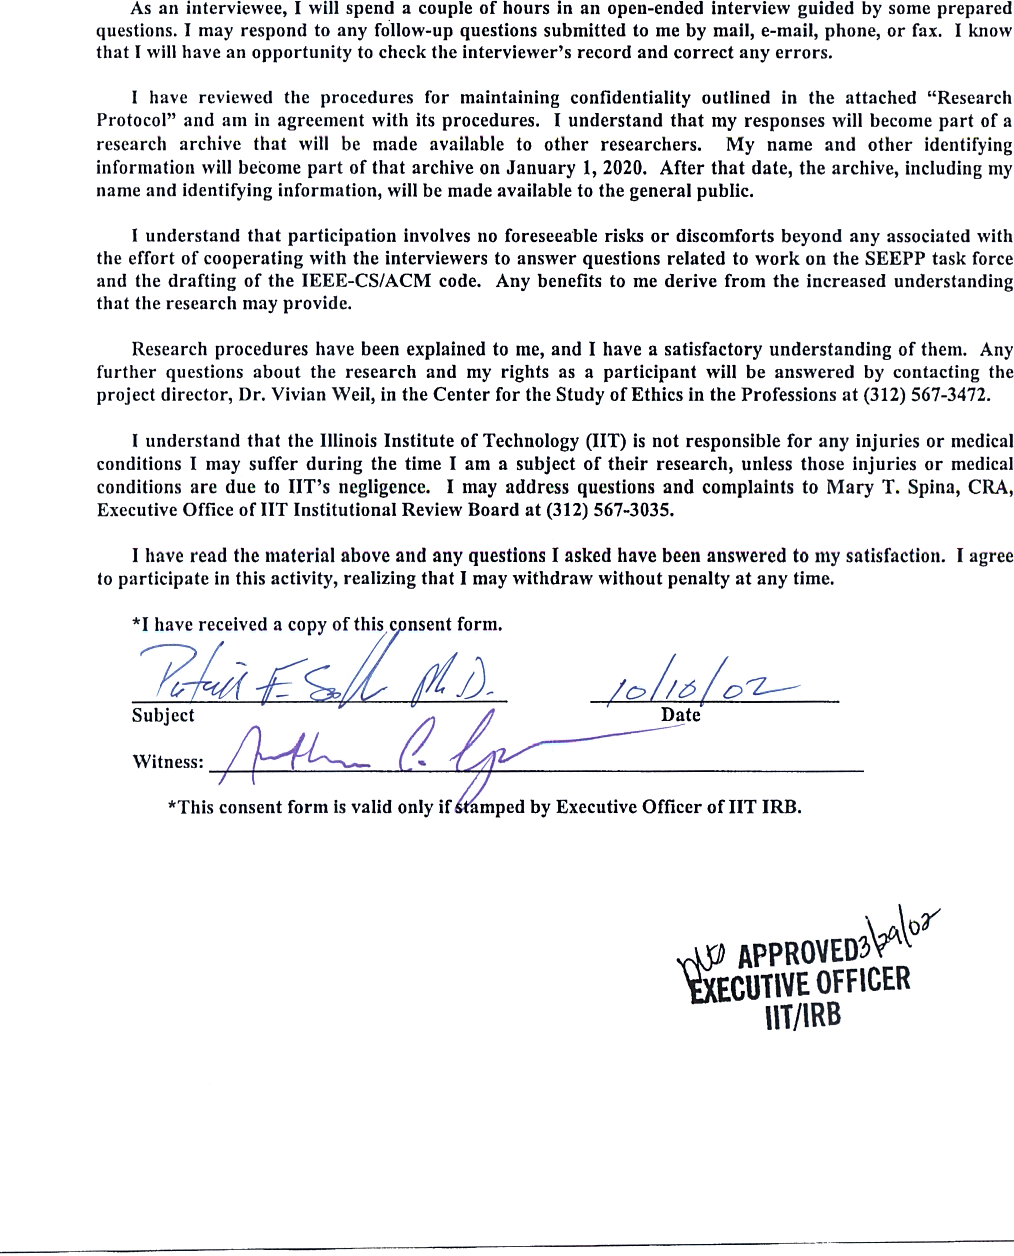 As an interviewee, I will spend a couple of hours in an open-ended interview guided by some prepared
questions. I may respond to any follow-up questions submitted to me by mail, e-mail, phone, or fax. I know
that I will have an opportunity to check the interviewer's record and correct any errors.
I have reviewed the procedures for maintaining confidentiality outlined in the attached “Research
Protocol” and am in agreement with its procedures. I understand that my responses will become part of a
research archive that will be made available to other researchers. My name and other identifying
information will become part of that archive on January 1, 2020. After that date, the archive, including my
name and identifying information, will be made available to the general public.
I understand that participation involves no foreseeable risks or discomforts beyond any associated with
the effort of cooperating with the interviewers to answer questions related to work on the SEEPP task force
and the drafting of the IEEE-CS/ACM code. Any benefits to me derive from the increased understanding
that the research may provide.
Research procedures have been explained to me, and I have a satisfactory understanding of them. Any
further questions about the research and my rights as a participant will be answered by contacting the
project director, Dr. Vivian Weil, in the Center for the Study of Ethics in the Professions at (312) 567-3472.
I understand that the Illinois Institute of Technology (IIT) is not responsible for any injuries or medical
conditions I may suffer during the time I am a subject of their research, unless those injuries or medical
conditions are due to IIT's negligence. I may address questions and complaints to Mary T. Spina, CRA,
Executive Office of IIT Institutional Review Board at (312) 567-3035.
I have read the material above and any questions I asked have been answered to my satisfaction. I agree
to participate in this activity, realizing that I may withdraw without penalty at any time.
*I have received a copy of this consent form.
Ph.D.
Subject Date
Witness: C.
*This consent form is valid only if stamped by Executive Officer of IIT IRB.
APPROVED 3/29/02
EXECUTIVE OFFICER
IIT/IRB